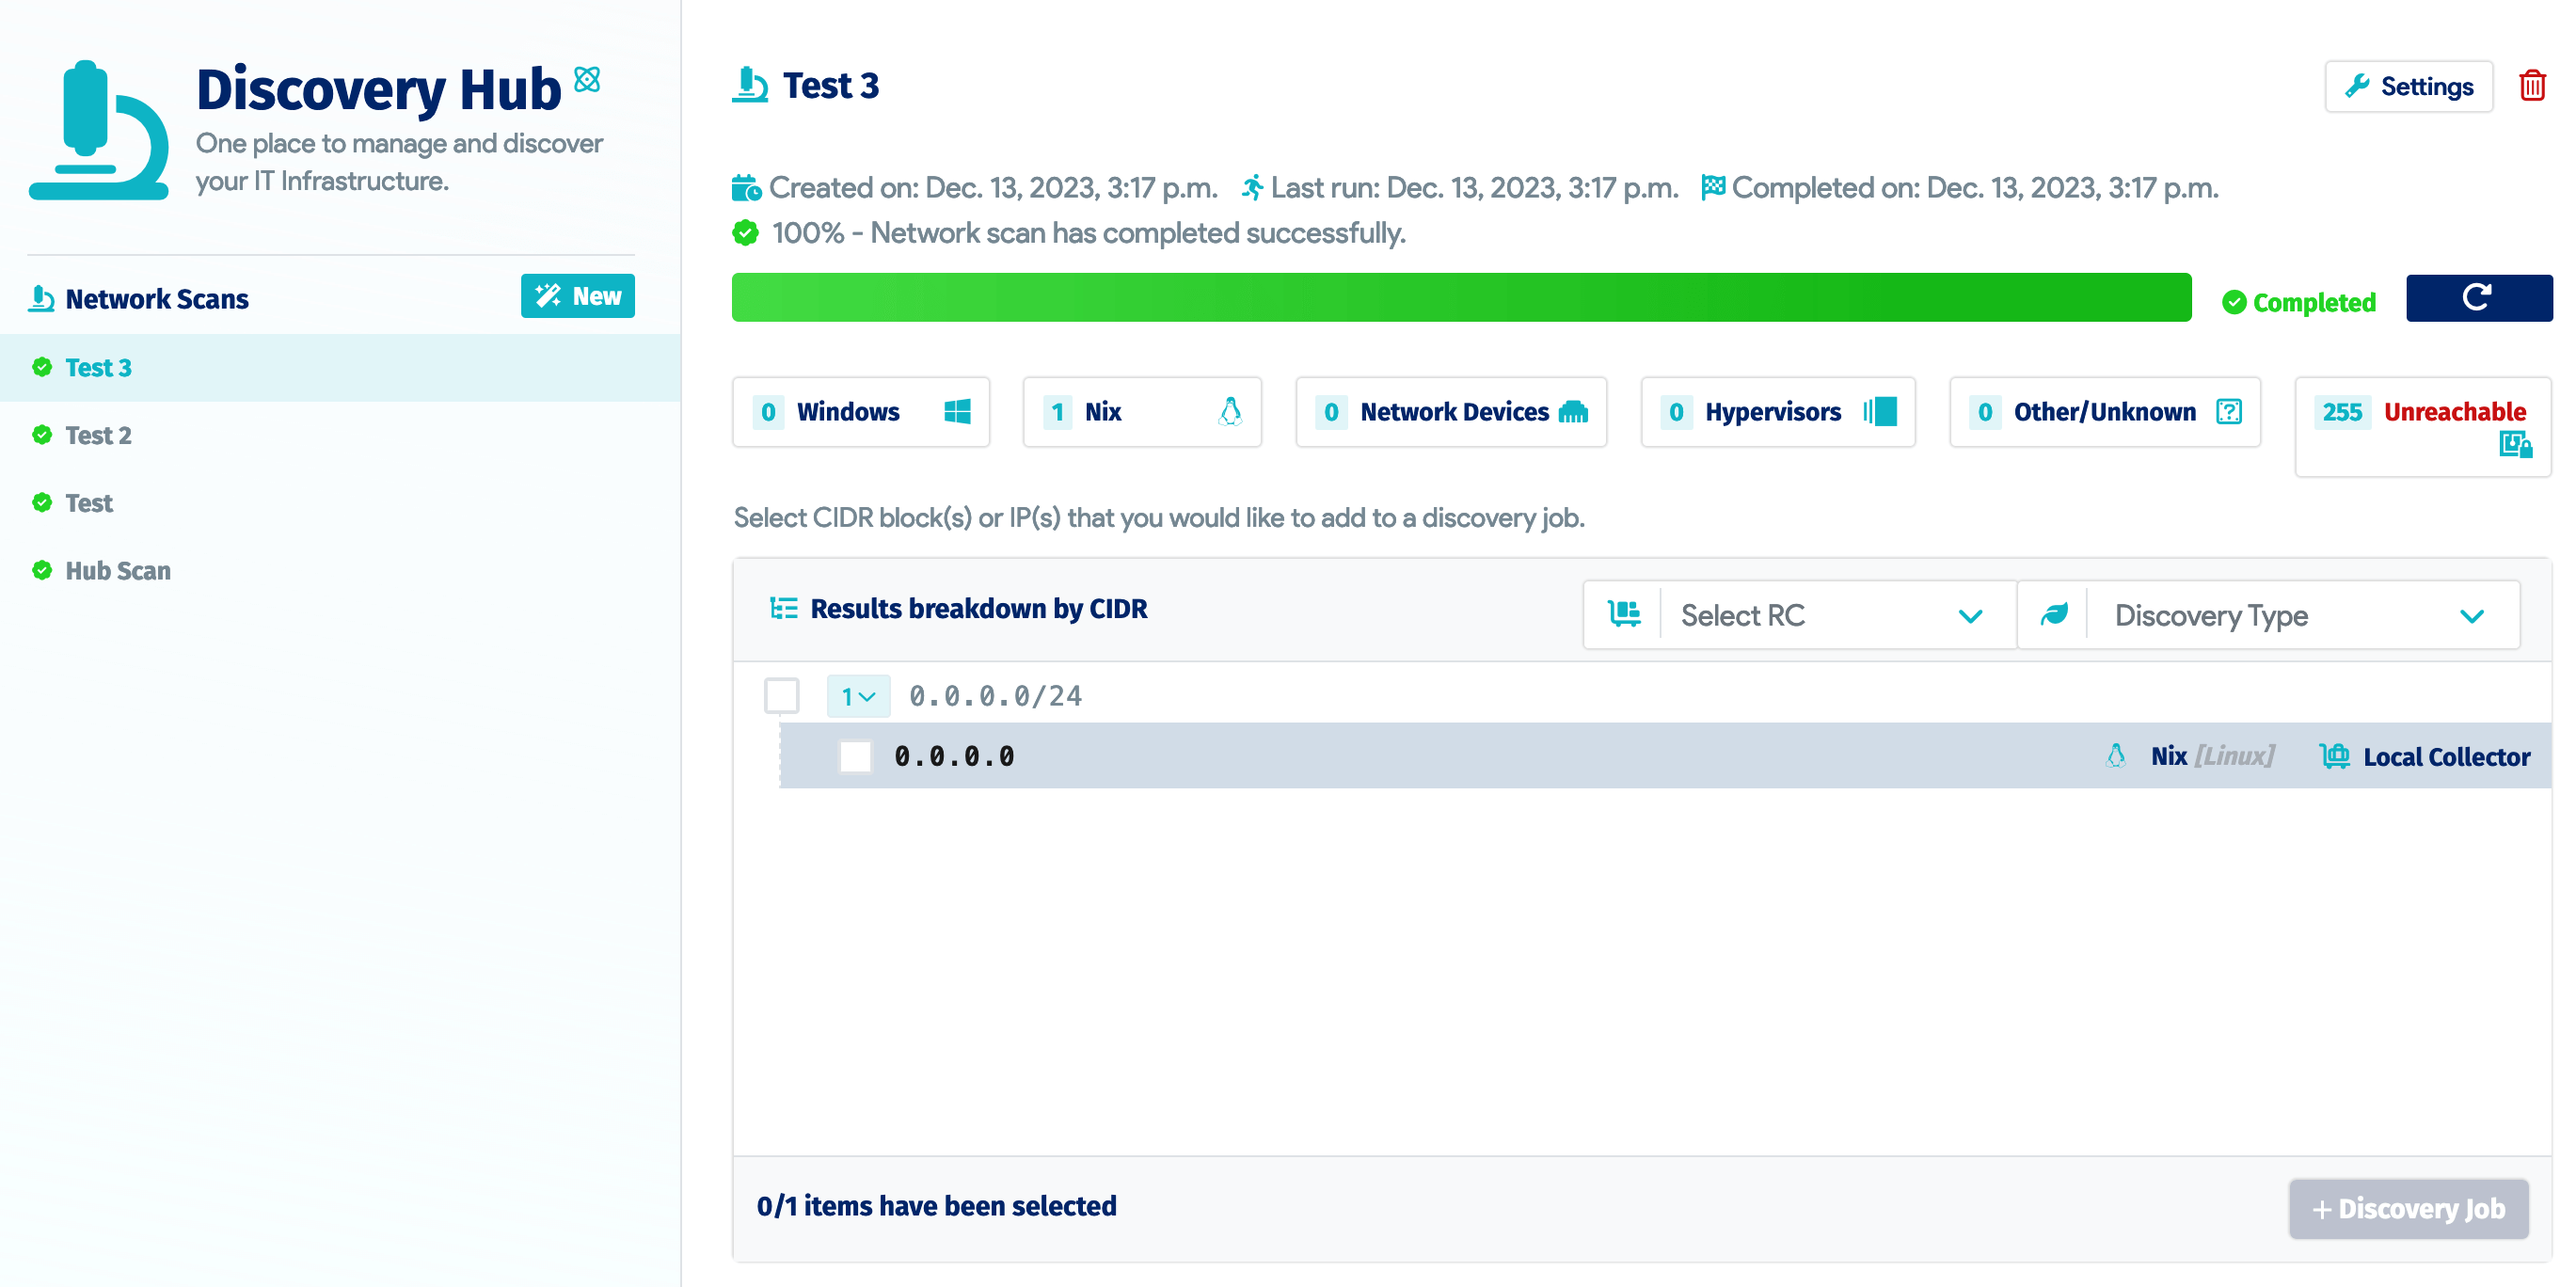 Discovery Hub
One place to manage and discover
your IT Infrastructure.
Network Scans
New
Test 3
Test 2
Test
Hub Scan
Test 3
Settings
Created on: Dec. 13, 2023, 3:17 p.m. Last run: Dec. 13, 2023, 3:17 p.m. Completed on: Dec. 13, 2023, 3:17 p.m.
100% - Network scan has completed successfully.
Completed
0 Windows
1 Nix
0 Network Devices
0 Hypervisors
0 Other/Unknown
255 Unreachable
Select CIDR block(s) or IP(s) that you would like to add to a discovery job.
Results breakdown by CIDR
Select RC
Discovery Type
1 0.0.0.0/24
0.0.0.0 Nix [Linux] Local Collector
0/1 items have been selected
+ Discovery Job